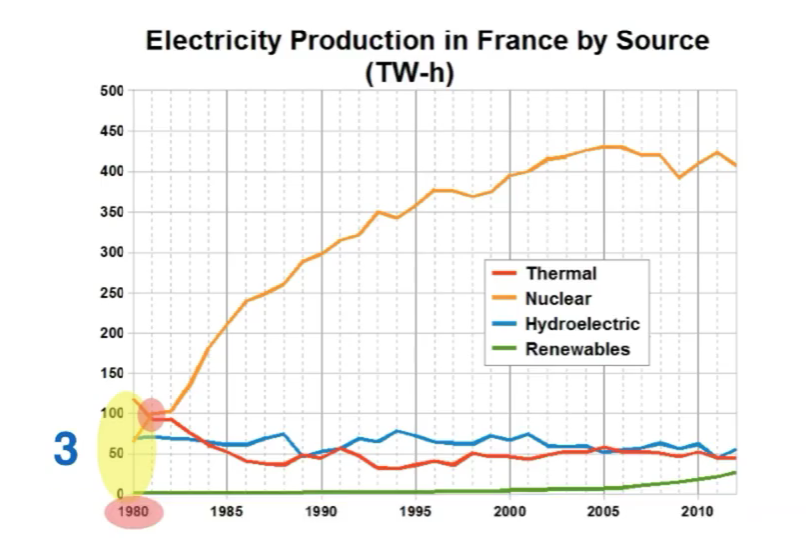 Electricity Production in France by Source
(TW-h)
500
450
400
350
300
250
200
150
100
50
0
3
Thermal
Nuclear
Hydroelectric
Renewables
1980 1985 1990 1995 2000 2005 2010